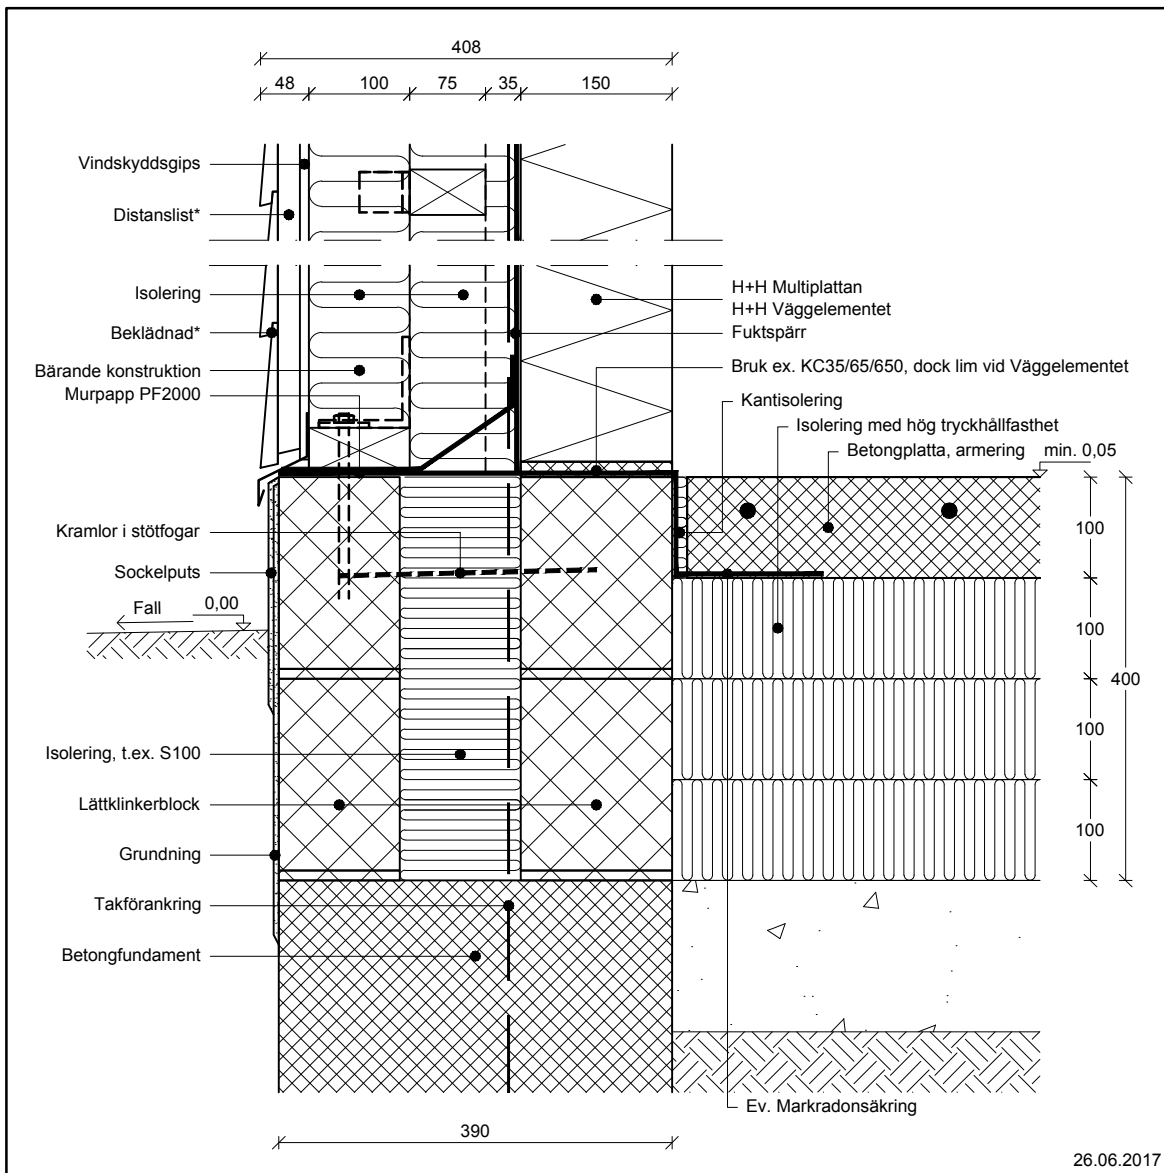 408
48
100
75
35
150
Vindskyddsgips
Distanslist*
Isolering
Beklädnad*
Bärande konstruktion
Murpapp PF2000
H+H Multiplattan
H+H Väggelementet
Fuktspärr
Bruk ex. KC35/65/650, dock lim vid Väggelementet
Kantisolering
Isolering med hög tryckhållfasthet
Betongplatta, armering
min. 0,05
Kramlor i stötfogar
Sockelputs
Fall
0,00
100
100
400
100
100
Isolering, t.ex. S100
Lättklinkerblock
Grundning
Takförankring
Betongfundament
Ev. Markradonsäkring
390
26.06.2017